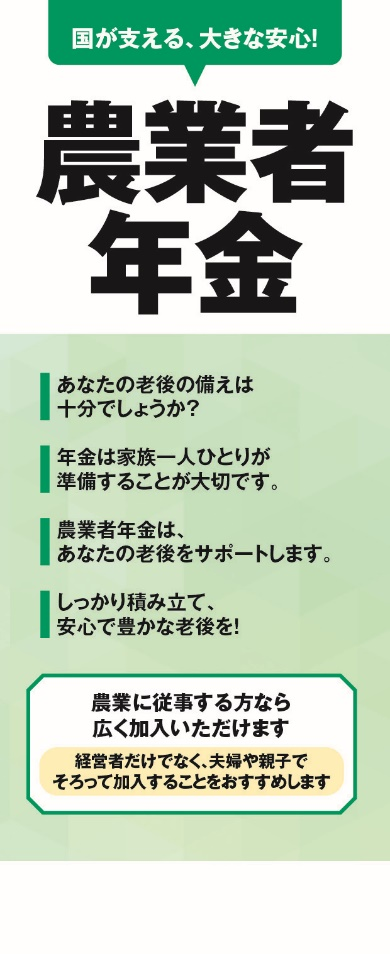 国が支える、大きな安心!
農業者
年金
あなたの老後の備えは
十分でしょうか?
年金は家族一人ひとりが
準備することが大切です。
農業者年金は、
あなたの老後をサポートします。
しっかり積み立て、
安心で豊かな老後を!
農業に従事する方なら
広く加入いただけます
経営者だけでなく、夫婦や親子で
そろって加入することをおすすめします